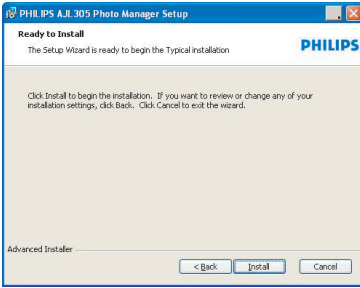 PHILIPS AJL305 Photo Manager Setup
Ready to Install
The Setup Wizard is ready to begin the Typical installation
PHILIPS
Click Install to begin the installation. If you want to review or change any of your
installation settings, click Back. Click Cancel to exit the wizard.
Advanced Installer
< Back
Install
Cancel